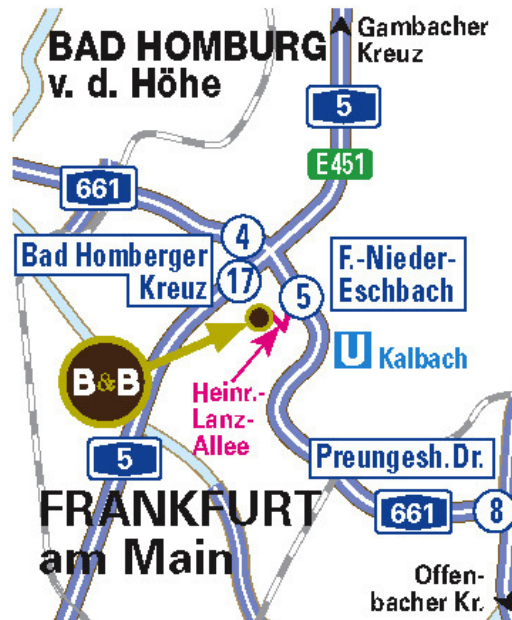 Gambacher
Kreuz
BAD HOMBURG
v. d. Höhe
5
E451
661
4
Bad Homberger
Kreuz
17
F.-Nieder-
Eschbach
5
U Kalbach
B&B
Heinr.-
Lanz-
Allee
5
Preungesh.Dr.
FRANKFURT
am Main
661
8
Offen-
bacher Kr.